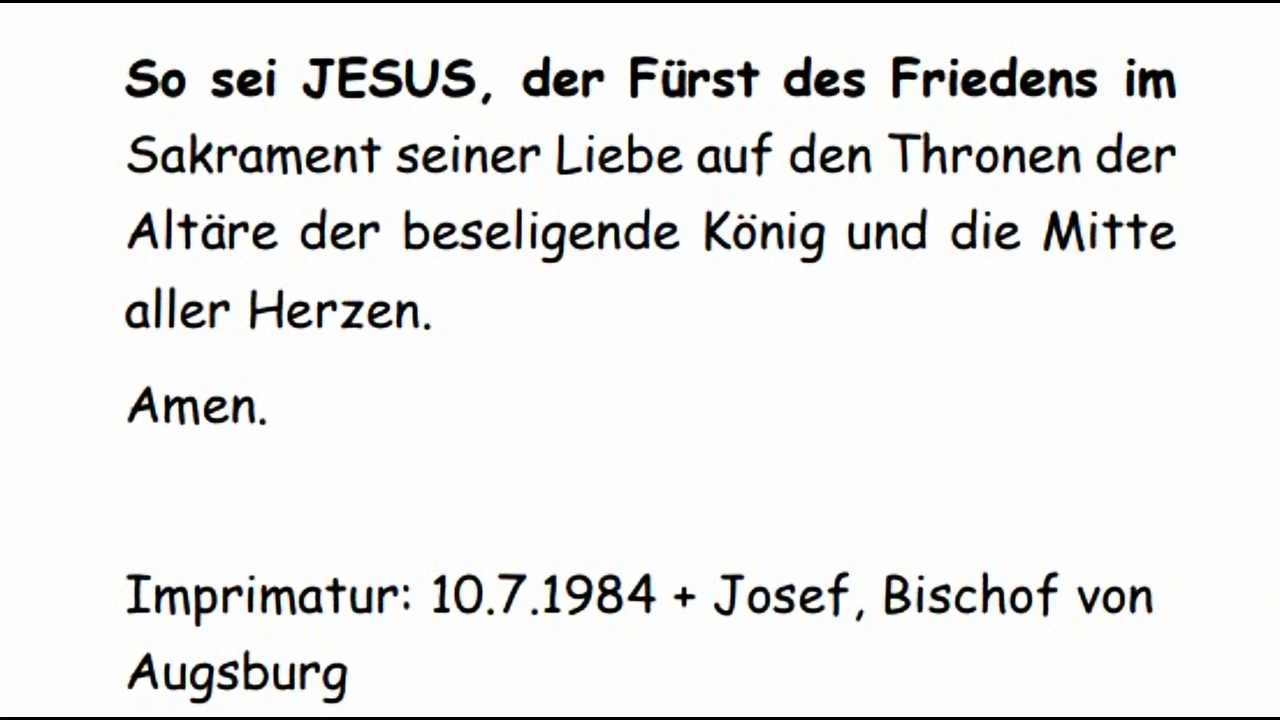 So sei JESUS, der Fürst des Friedens im
Sakrament seiner Liebe auf den Thronen der
Altäre der beseligende König und die Mitte
aller Herzen.
Amen.
Imprimatur: 10.7.1984 + Josef, Bischof von
Augsburg